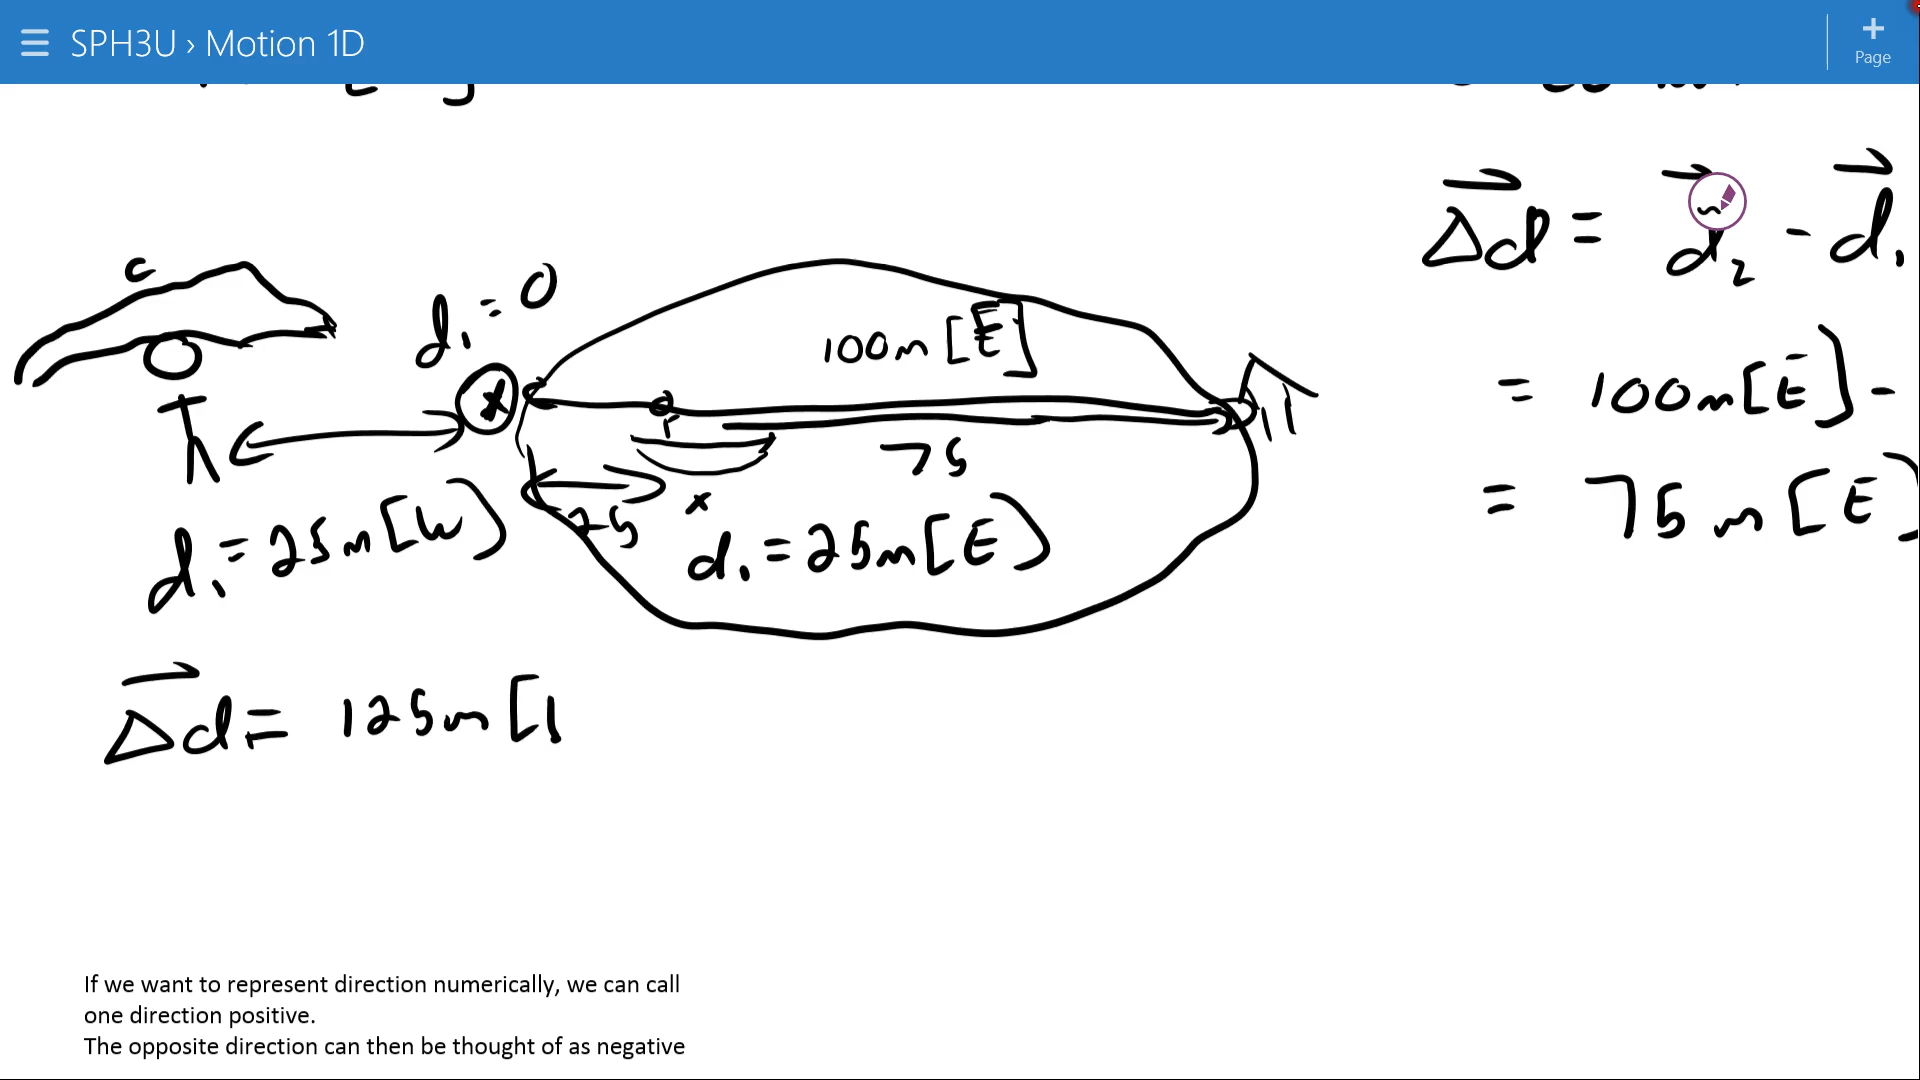 SPH3U › Motion 1D
Page
Δd = d₂ - d₁
d₁ = 0
100m [E]
= 100m [E] -
75
= 75m [E]
25
d₁ = 25m [W]
x d₁ = 25m [E]
Δd = 125m [
If we want to represent direction numerically, we can call
one direction positive.
The opposite direction can then be thought of as negative